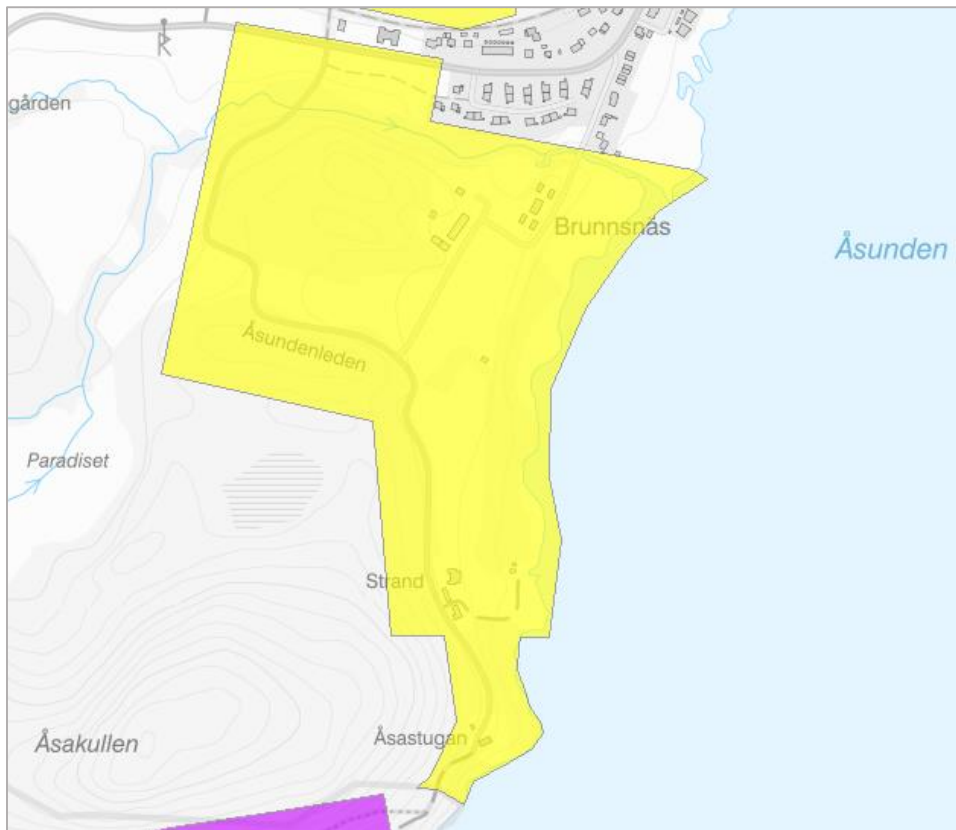 gården
Brunnsnäs
Åsunden
Åsundenleden
Paradiset
Strand
Åsastugan
Åsakullen